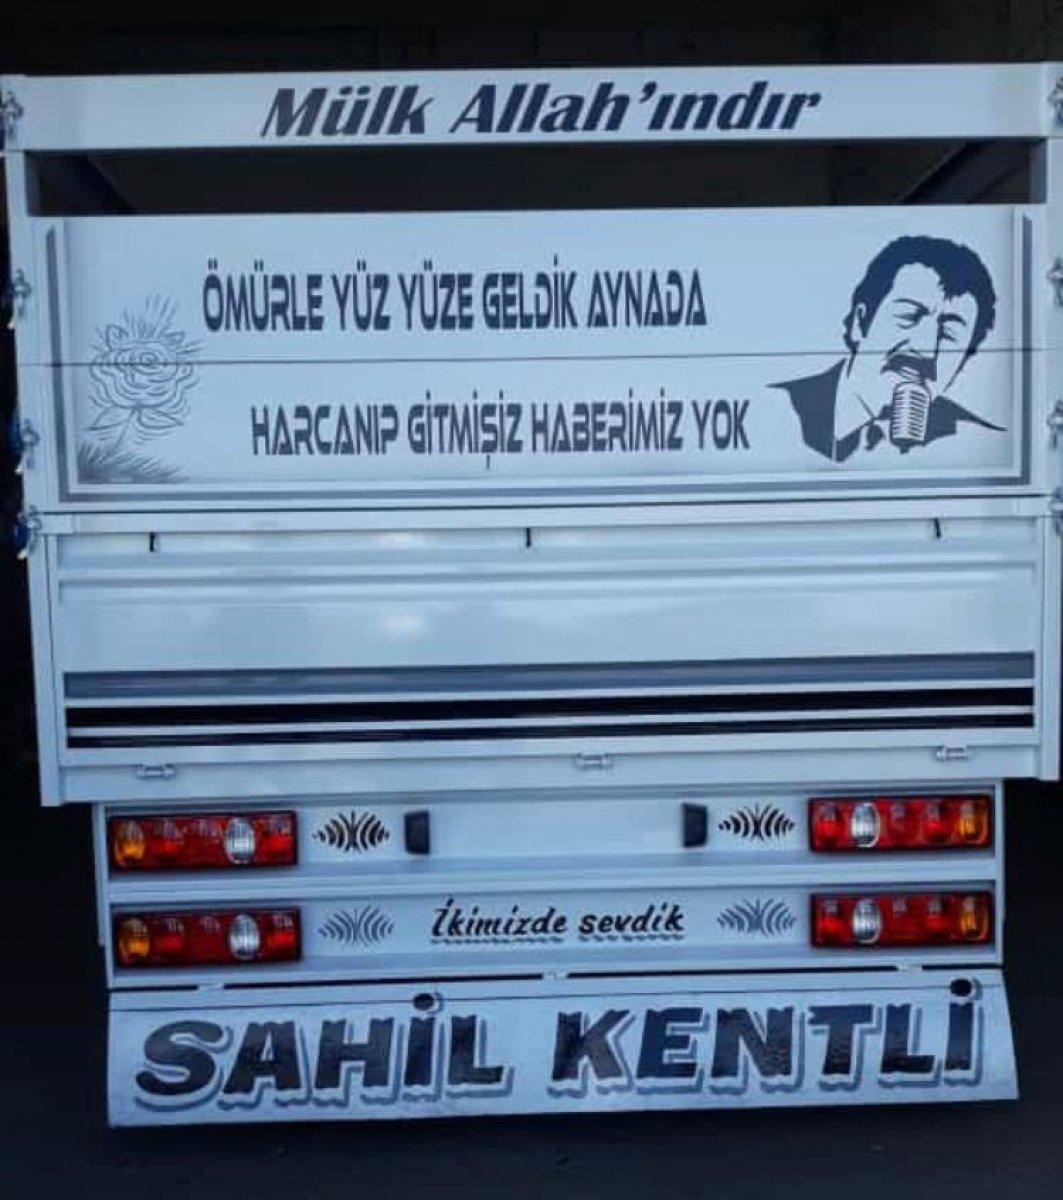 Mülk Allah'ındır
ÖMÜRLE YÜZ YÜZE GELDİK AYNADA
HARCANIP GİTMİŞİZ HABERİMİZ YOK
İkimizde sevdik
SAHİL KENTLİ